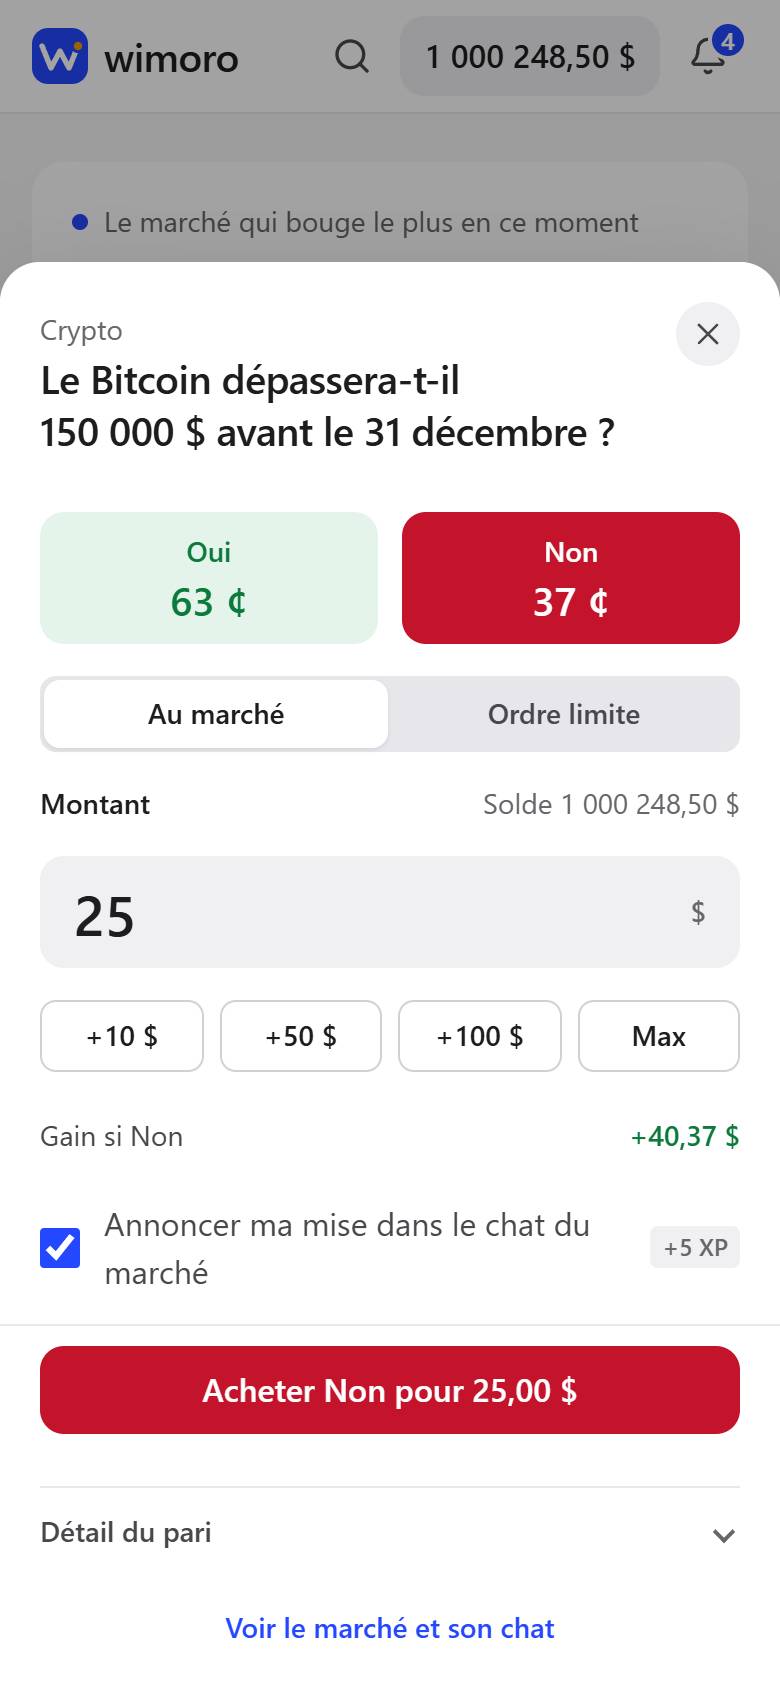 wimoro
1 000 248,50 $
4
Le marché qui bouge le plus en ce moment
Crypto
Le Bitcoin dépassera-t-il
150 000 $ avant le 31 décembre ?
Oui
63 ¢
Non
37 ¢
Au marché
Ordre limite
Montant
Solde 1 000 248,50 $
25
$
+10 $
+50 $
+100 $
Max
Gain si Non
+40,37 $
Annoncer ma mise dans le chat du
marché
+5 XP
Acheter Non pour 25,00 $
Détail du pari
Voir le marché et son chat